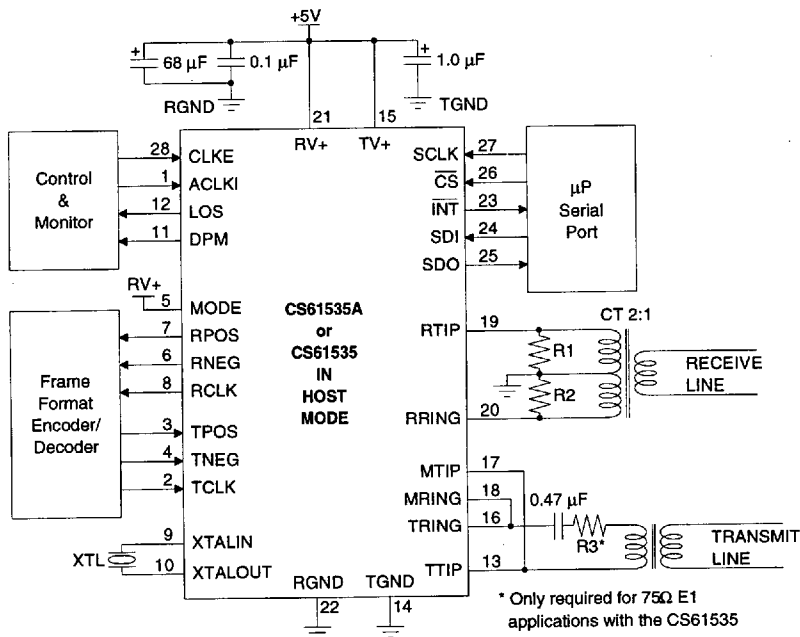 +5V
+
68 µF
0.1 µF
+
1.0 µF
RGND
TGND
21
15
RV+
TV+
Control
&
Monitor
28
CLKE
1
ACLKI
12
LOS
11
DPM
SCLK
27
CS
26
INT
23
SDI
24
SDO
25
µP
Serial
Port
RV+
5
MODE
7
RPOS
6
RNEG
8
RCLK
3
TPOS
4
TNEG
2
TCLK
Frame
Format
Encoder/
Decoder
CS61535A
or
CS61535
IN
HOST
MODE
CT 2:1
RTIP
19
R1
R2
RRING
20
RECEIVE
LINE
MTIP
17
MRING
18
TRING
16
TTIP
13
0.47 µF
R3*
TRANSMIT
LINE
XTL
9
XTALIN
10
XTALOUT
RGND
TGND
22
14
* Only required for 75Ω E1
applications with the CS61535